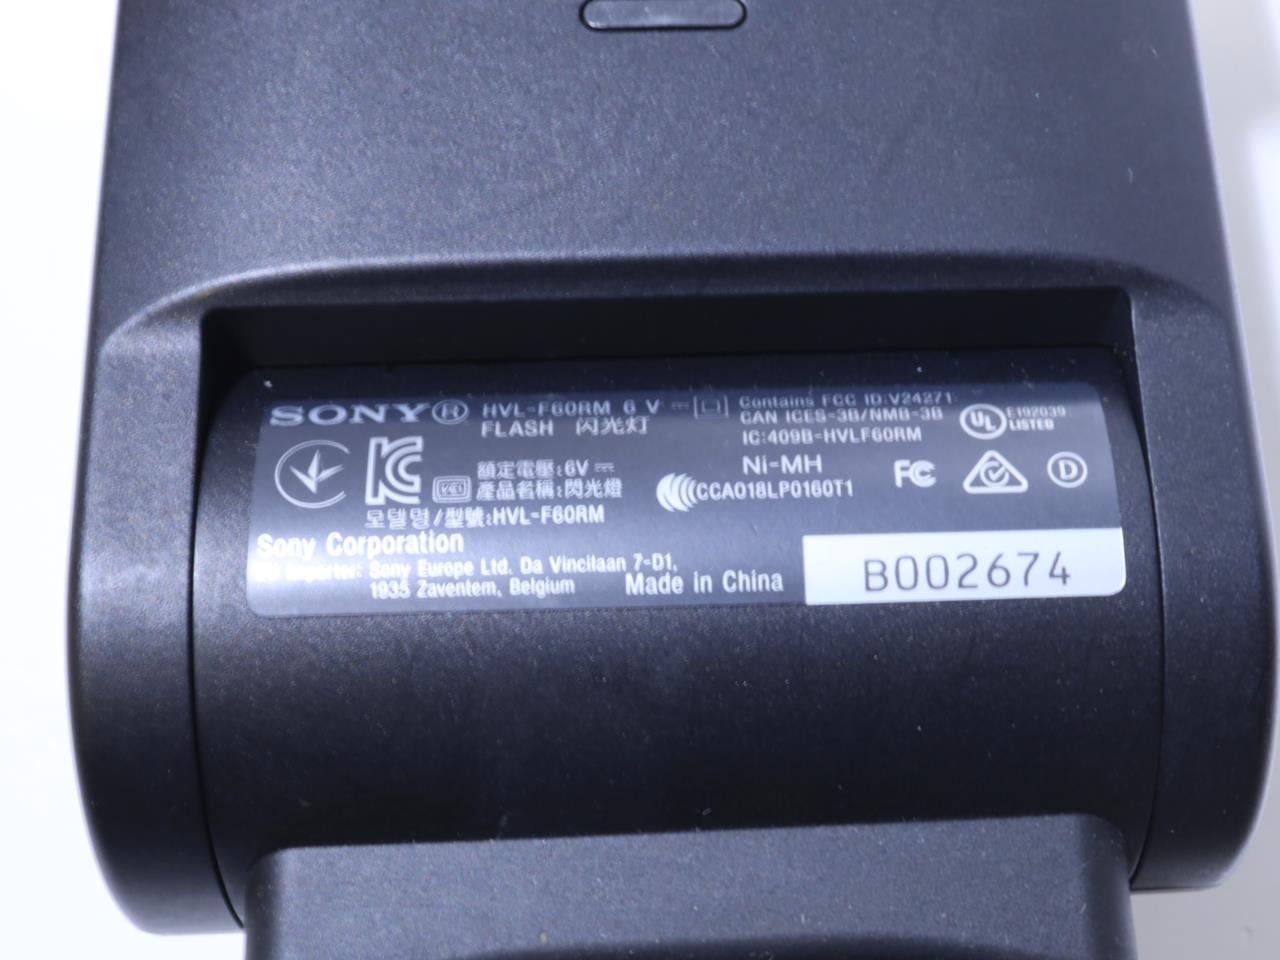 SONY® HVL-F60RM 6 V
FLASH 闪光灯
Contains FCC ID:V24271
CAN ICES-3B/NMB-3B
IC:409B-HVLF60RM
UL E192039
LISTED
額定電壓:6V
產品名稱:閃光燈
모델명/型號:HVL-F60RM
Ni-MH
CCAO18LP0160T1
FC
D
Sony Corporation
EU Importer: Sony Europe Ltd. Da Vincilaan 7-D1,
1935 Zaventem, Belgium
Made in China
B002674